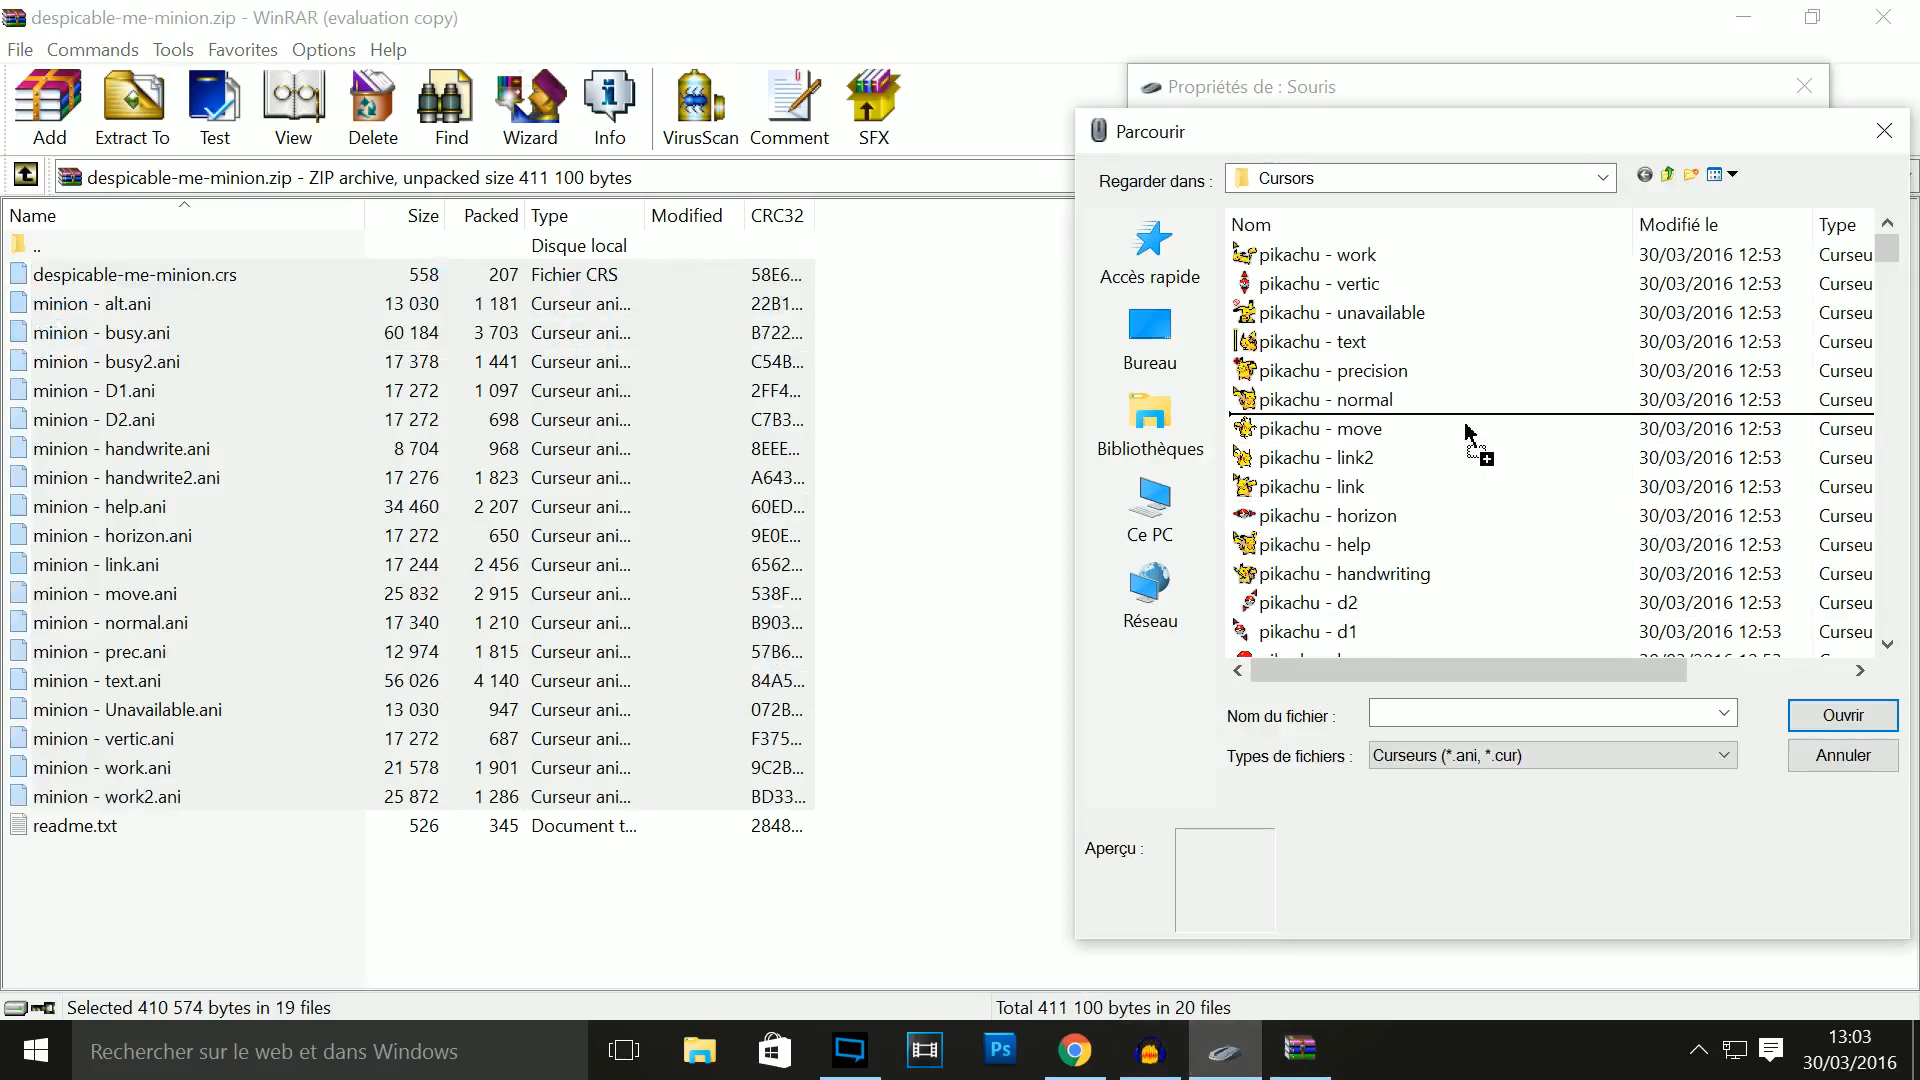 despicable-me-minion.zip - WinRAR (evaluation copy)
File Commands Tools Favorites Options Help
Add Extract To Test View Delete Find Wizard Info VirusScan Comment SFX
despicable-me-minion.zip - ZIP archive, unpacked size 411 100 bytes
Name Size Packed Type Modified CRC32
.. Disque local
despicable-me-minion.crs 558 207 Fichier CRS 58E6...
minion - alt.ani 13 030 1 181 Curseur ani... 22B1...
minion - busy.ani 60 184 3 703 Curseur ani... B722...
minion - busy2.ani 17 378 1 441 Curseur ani... C54B...
minion - D1.ani 17 272 1 097 Curseur ani... 2FF4...
minion - D2.ani 17 272 698 Curseur ani... C7B3...
minion - handwrite.ani 8 704 968 Curseur ani... 8EEE...
minion - handwrite2.ani 17 276 1 823 Curseur ani... A643...
minion - help.ani 34 460 2 207 Curseur ani... 60ED...
minion - horizon.ani 17 272 650 Curseur ani... 9E0E...
minion - link.ani 17 244 2 456 Curseur ani... 6562...
minion - move.ani 25 832 2 915 Curseur ani... 538F...
minion - normal.ani 17 340 1 210 Curseur ani... B903...
minion - prec.ani 12 974 1 815 Curseur ani... 57B6...
minion - text.ani 56 026 4 140 Curseur ani... 84A5...
minion - Unavailable.ani 13 030 947 Curseur ani... 072B...
minion - vertic.ani 17 272 687 Curseur ani... F375...
minion - work.ani 21 578 1 901 Curseur ani... 9C2B...
minion - work2.ani 25 872 1 286 Curseur ani... BD33...
readme.txt 526 345 Document t... 2848...
Selected 410 574 bytes in 19 files
Total 411 100 bytes in 20 files
Propriétés de : Souris
Parcourir
Regarder dans : Cursors
Accès rapide
Bureau
Bibliothèques
Ce PC
Réseau
Nom Modifié le Type
pikachu - work 30/03/2016 12:53 Curseu
pikachu - vertic 30/03/2016 12:53 Curseu
pikachu - unavailable 30/03/2016 12:53 Curseu
pikachu - text 30/03/2016 12:53 Curseu
pikachu - precision 30/03/2016 12:53 Curseu
pikachu - normal 30/03/2016 12:53 Curseu
pikachu - move 30/03/2016 12:53 Curseu
pikachu - link2 30/03/2016 12:53 Curseu
pikachu - link 30/03/2016 12:53 Curseu
pikachu - horizon 30/03/2016 12:53 Curseu
pikachu - help 30/03/2016 12:53 Curseu
pikachu - handwriting 30/03/2016 12:53 Curseu
pikachu - d2 30/03/2016 12:53 Curseu
pikachu - d1 30/03/2016 12:53 Curseu
Nom du fichier : Ouvrir
Types de fichiers : Curseurs (*.ani, *.cur) Annuler
Aperçu :
Rechercher sur le web et dans Windows
Ps
13:03
30/03/2016